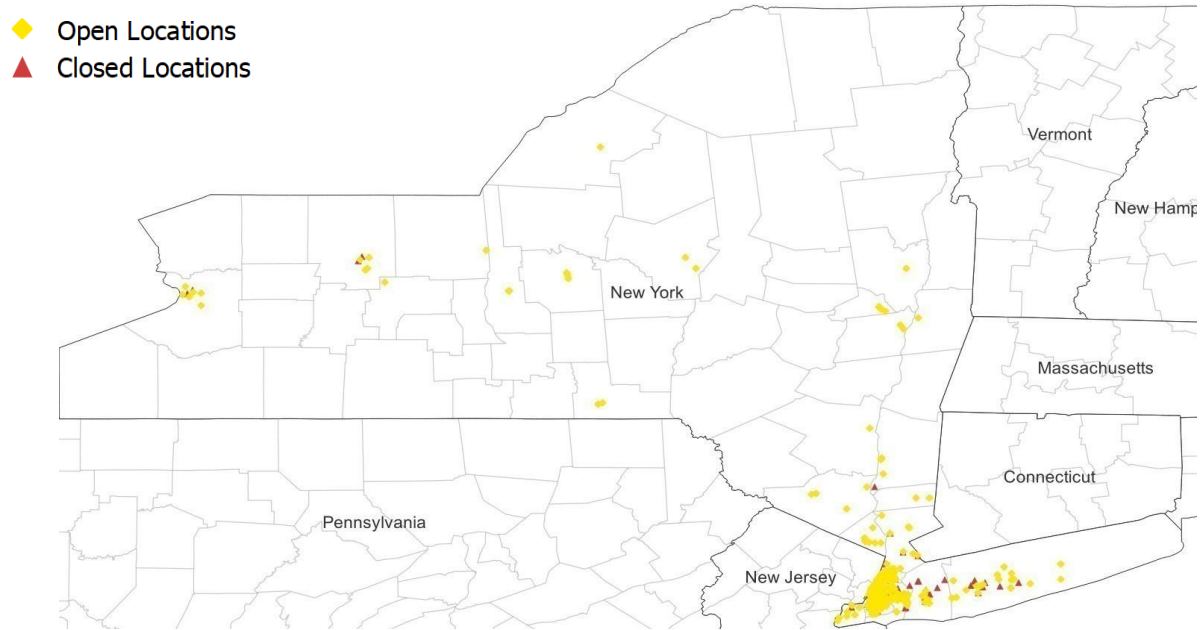 Open Locations
Closed Locations
Vermont
New Hamp
New York
Massachusetts
Connecticut
Pennsylvania
New Jersey